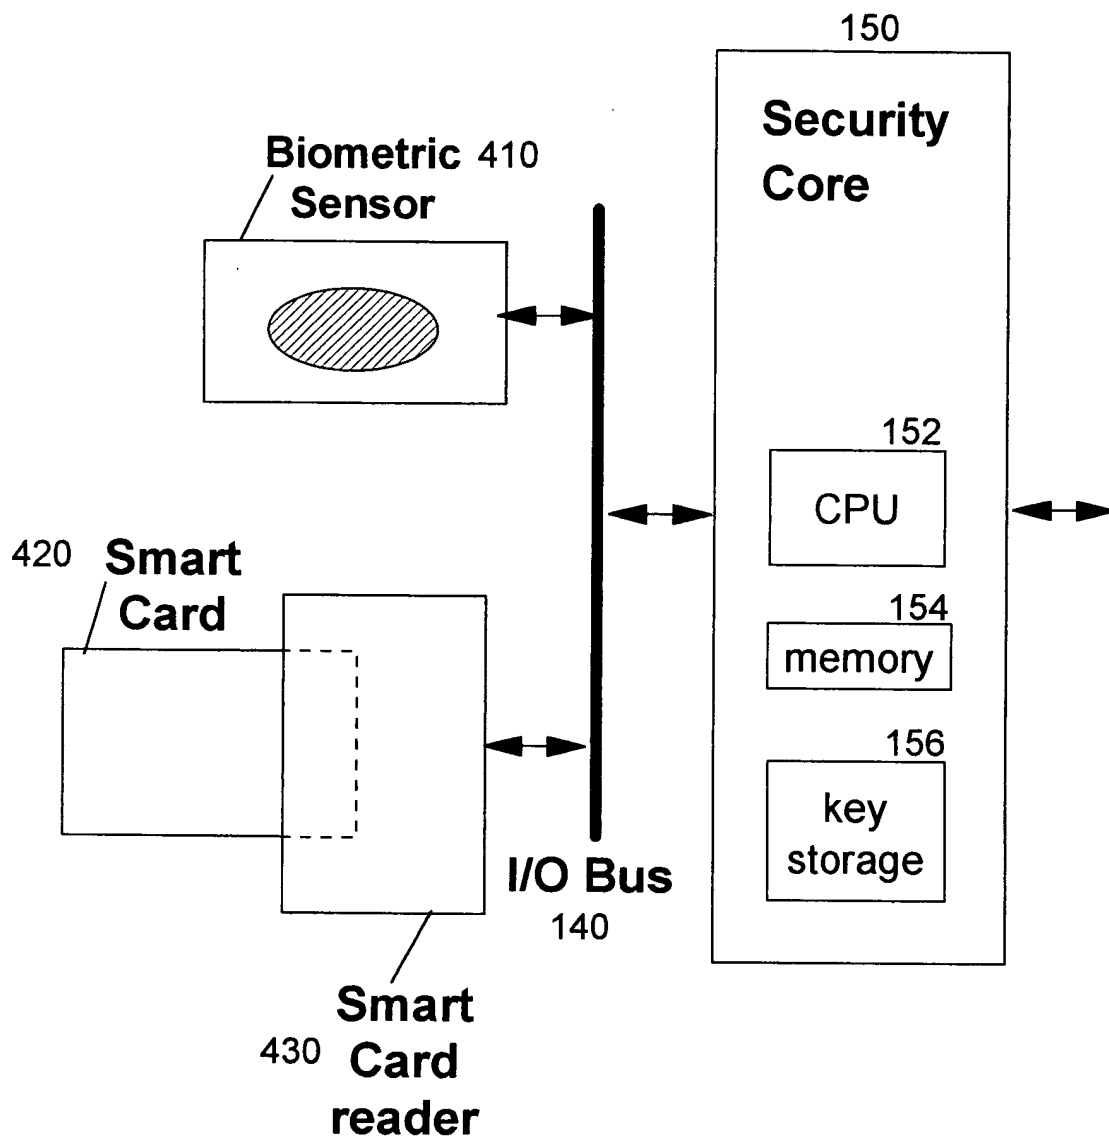 150
Security
Core
Biometric 410
Sensor
152
CPU
420 Smart
Card
154
memory
156
key
storage
I/O Bus
140
Smart
430 Card
reader